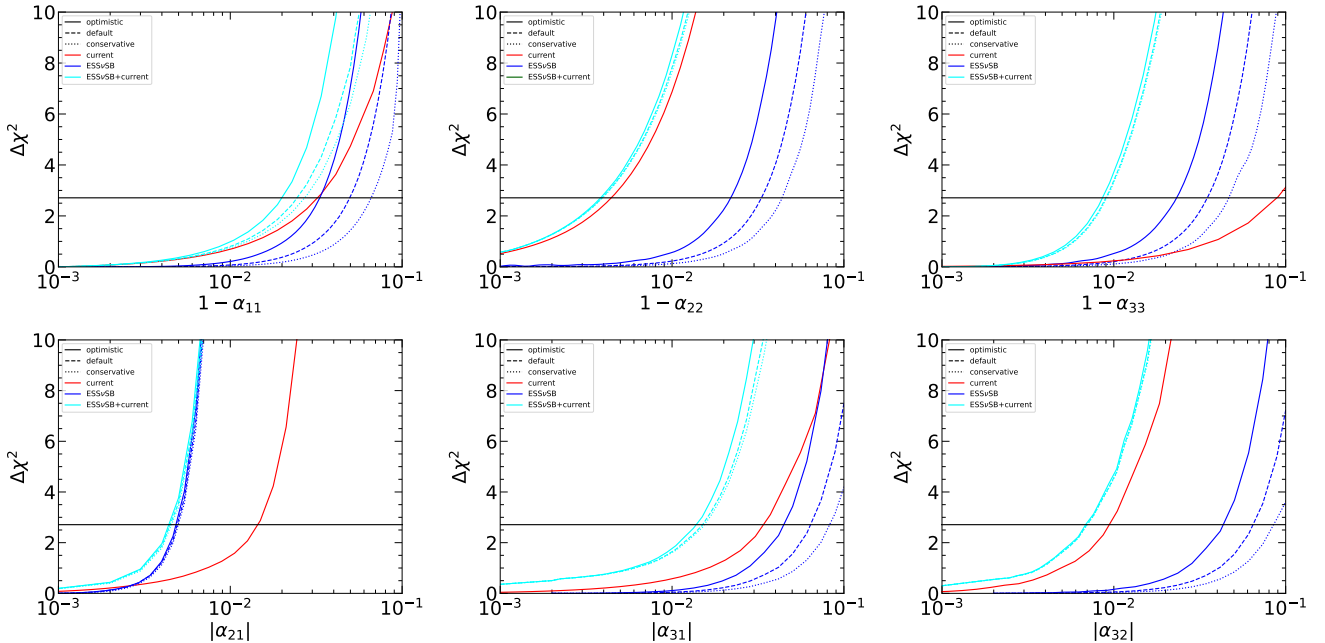 10
8
6
4
2
0
Δχ²
optimistic
default
conservative
current
ESSνSB
ESSνSB+current
10⁻³
10⁻²
10⁻¹
1 − α₁₁
10
8
6
4
2
0
Δχ²
optimistic
default
conservative
current
ESSνSB
ESSνSB+current
10⁻³
10⁻²
10⁻¹
1 − α₂₂
10
8
6
4
2
0
Δχ²
optimistic
default
conservative
current
ESSνSB
ESSνSB+current
10⁻³
10⁻²
10⁻¹
1 − α₃₃
10
8
6
4
2
0
Δχ²
optimistic
default
conservative
current
ESSνSB
ESSνSB+current
10⁻³
10⁻²
10⁻¹
|α₂₁|
10
8
6
4
2
0
Δχ²
optimistic
default
conservative
current
ESSνSB
ESSνSB+current
10⁻³
10⁻²
10⁻¹
|α₃₁|
10
8
6
4
2
0
Δχ²
optimistic
default
conservative
current
ESSνSB
ESSνSB+current
10⁻³
10⁻²
10⁻¹
|α₃₂|